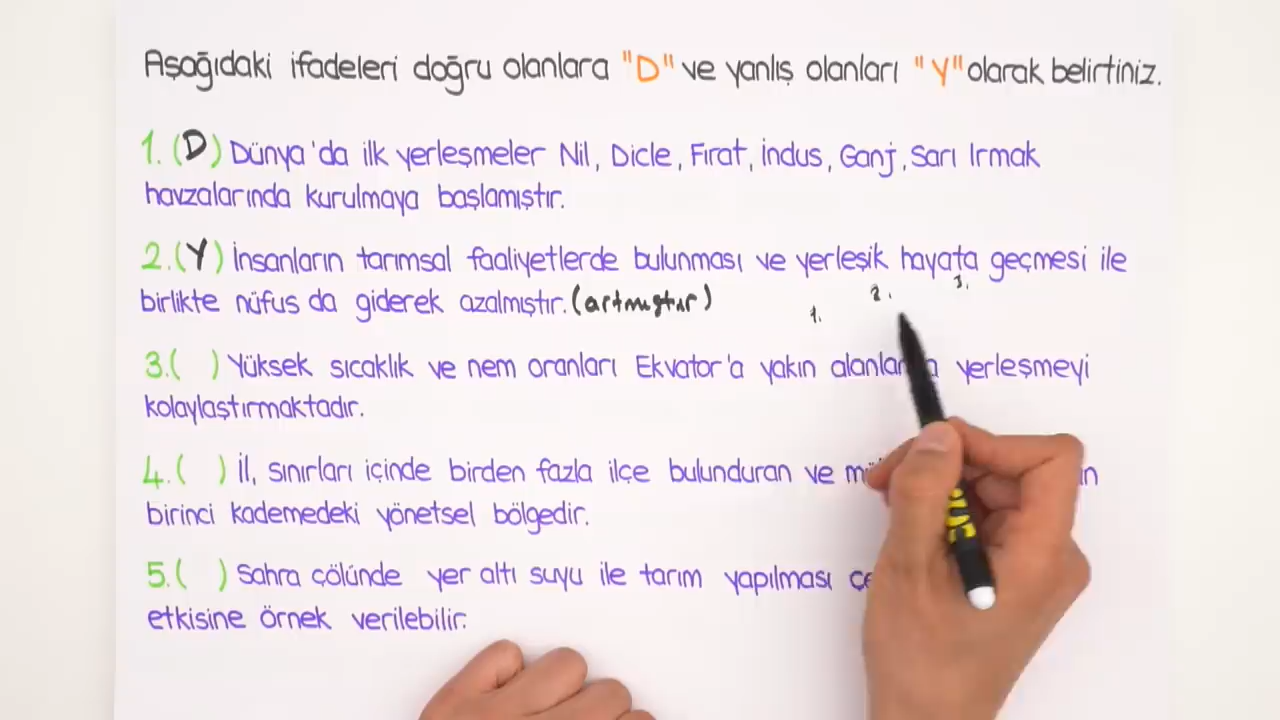 Aşağıdaki ifadeleri doğru olanlara "D" ve yanlış olanları "Y" olarak belirtiniz.
1. (D) Dünya'da ilk yerleşmeler Nil, Dicle, Fırat, İndus, Ganj, Sarı Irmak
havzalarında kurulmaya başlamıştır.
2. (Y) İnsanların tarımsal faaliyetlerde bulunması ve yerleşik hayata geçmesi ile
birlikte nüfus da giderek azalmıştır. (artmıştır) 1. 2. 3.
3. ( ) Yüksek sıcaklık ve nem oranları Ekvator'a yakın yerleşmeyi
kolaylaştırmaktadır.
4. ( ) İl, sınırları içinde birden fazla ilçe bulunduran ve
birinci kademedeki yönetsel bölgedir.
5. ( ) Sahra çölünde yer altı suyu ile tarım yapılması
etkisine örnek verilebilir.